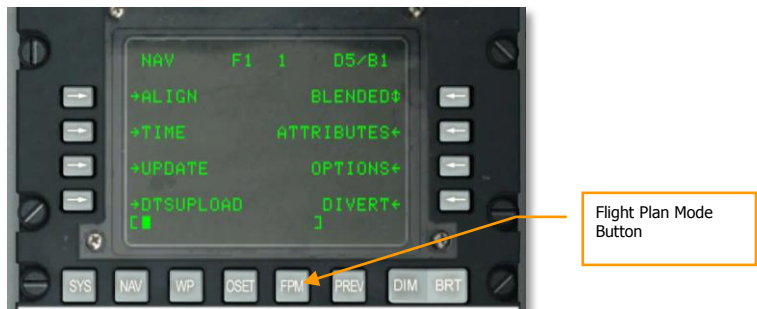 NAV F1 1 D5/B1
→ALIGN BLENDED⌽
→TIME ATTRIBUTES←
→UPDATE OPTIONS←
→DTSUPLOAD DIVERT←
[ ]
SYS NAV WP OSET FPM PREV DIM BRT
Flight Plan Mode
Button